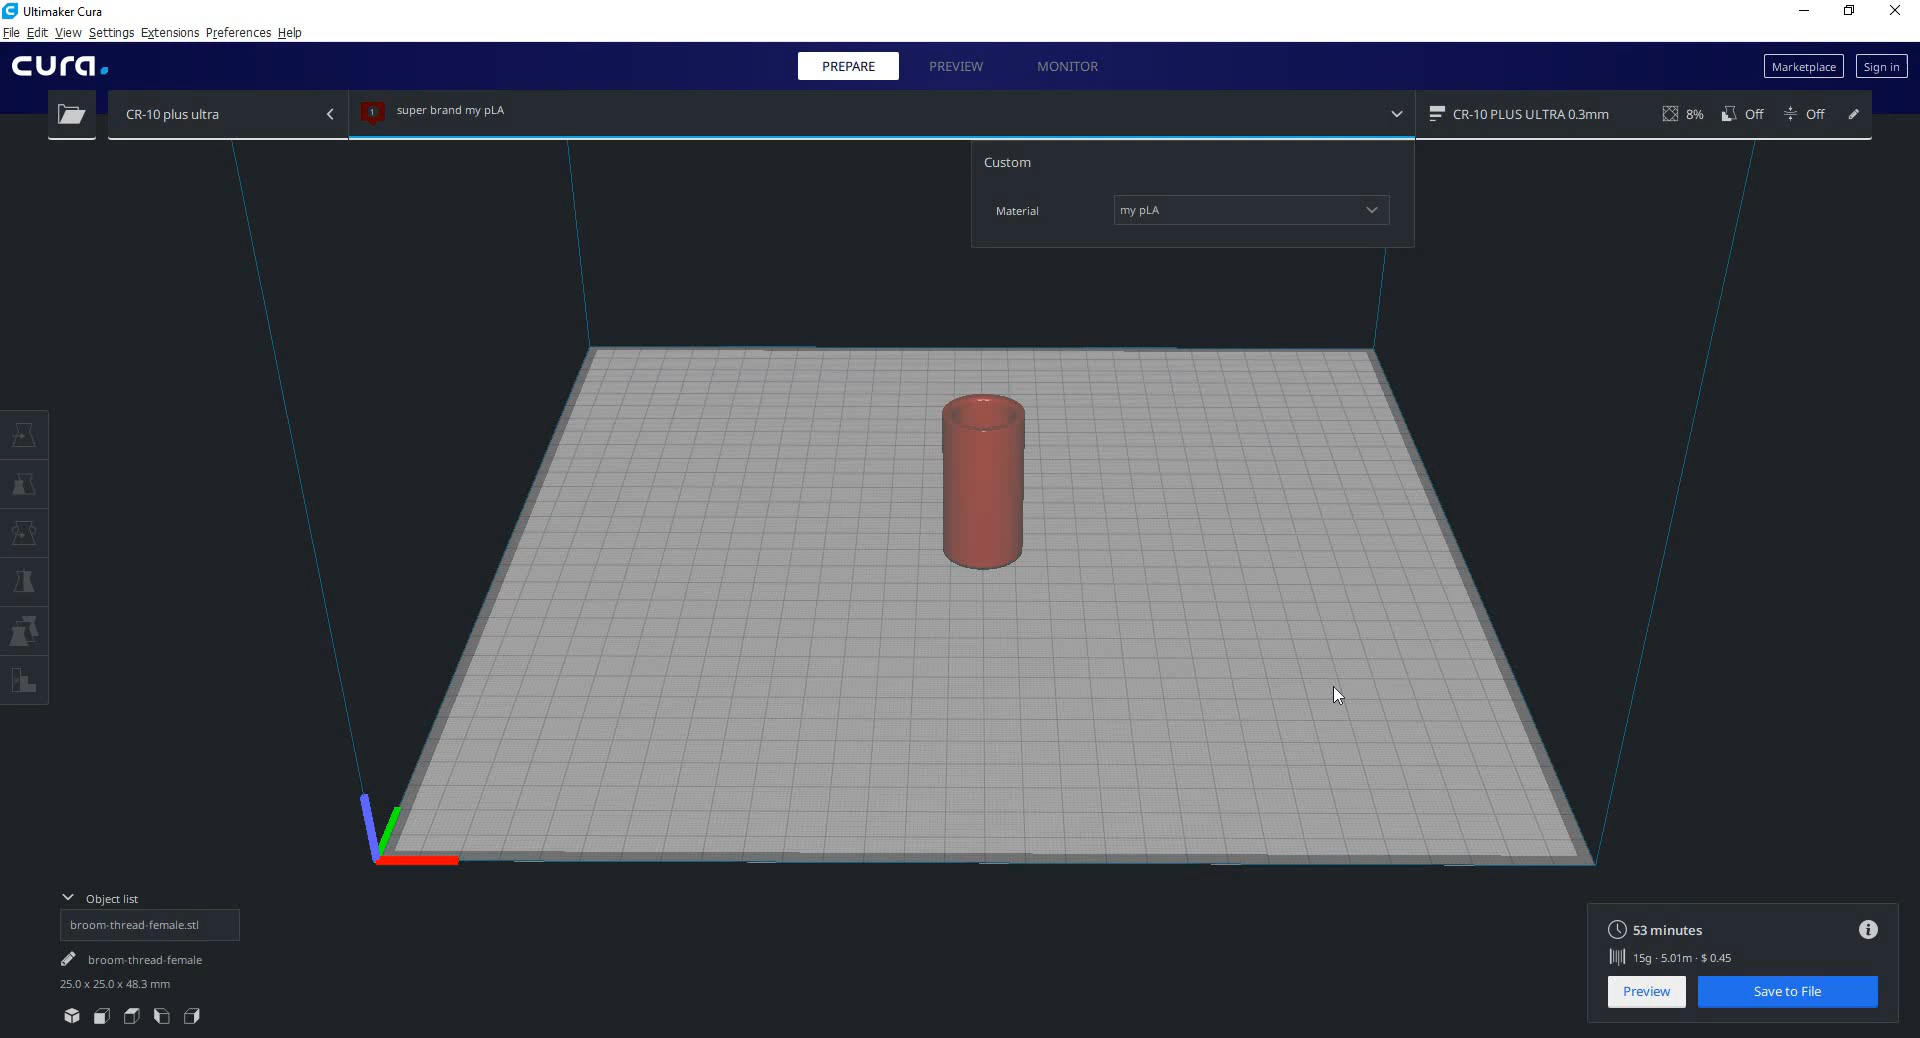 Ultimaker Cura
File Edit View Settings Extensions Preferences Help
cura.
PREPARE PREVIEW MONITOR
Marketplace Sign in
CR-10 plus ultra
1 super brand my pLA
CR-10 PLUS ULTRA 0.3mm 8% Off Off
Custom
Material my pLA
Object list
broom-thread-female.stl
broom-thread-female
25.0 x 25.0 x 48.3 mm
53 minutes
15g · 5.01m · $ 0.45
Preview Save to File